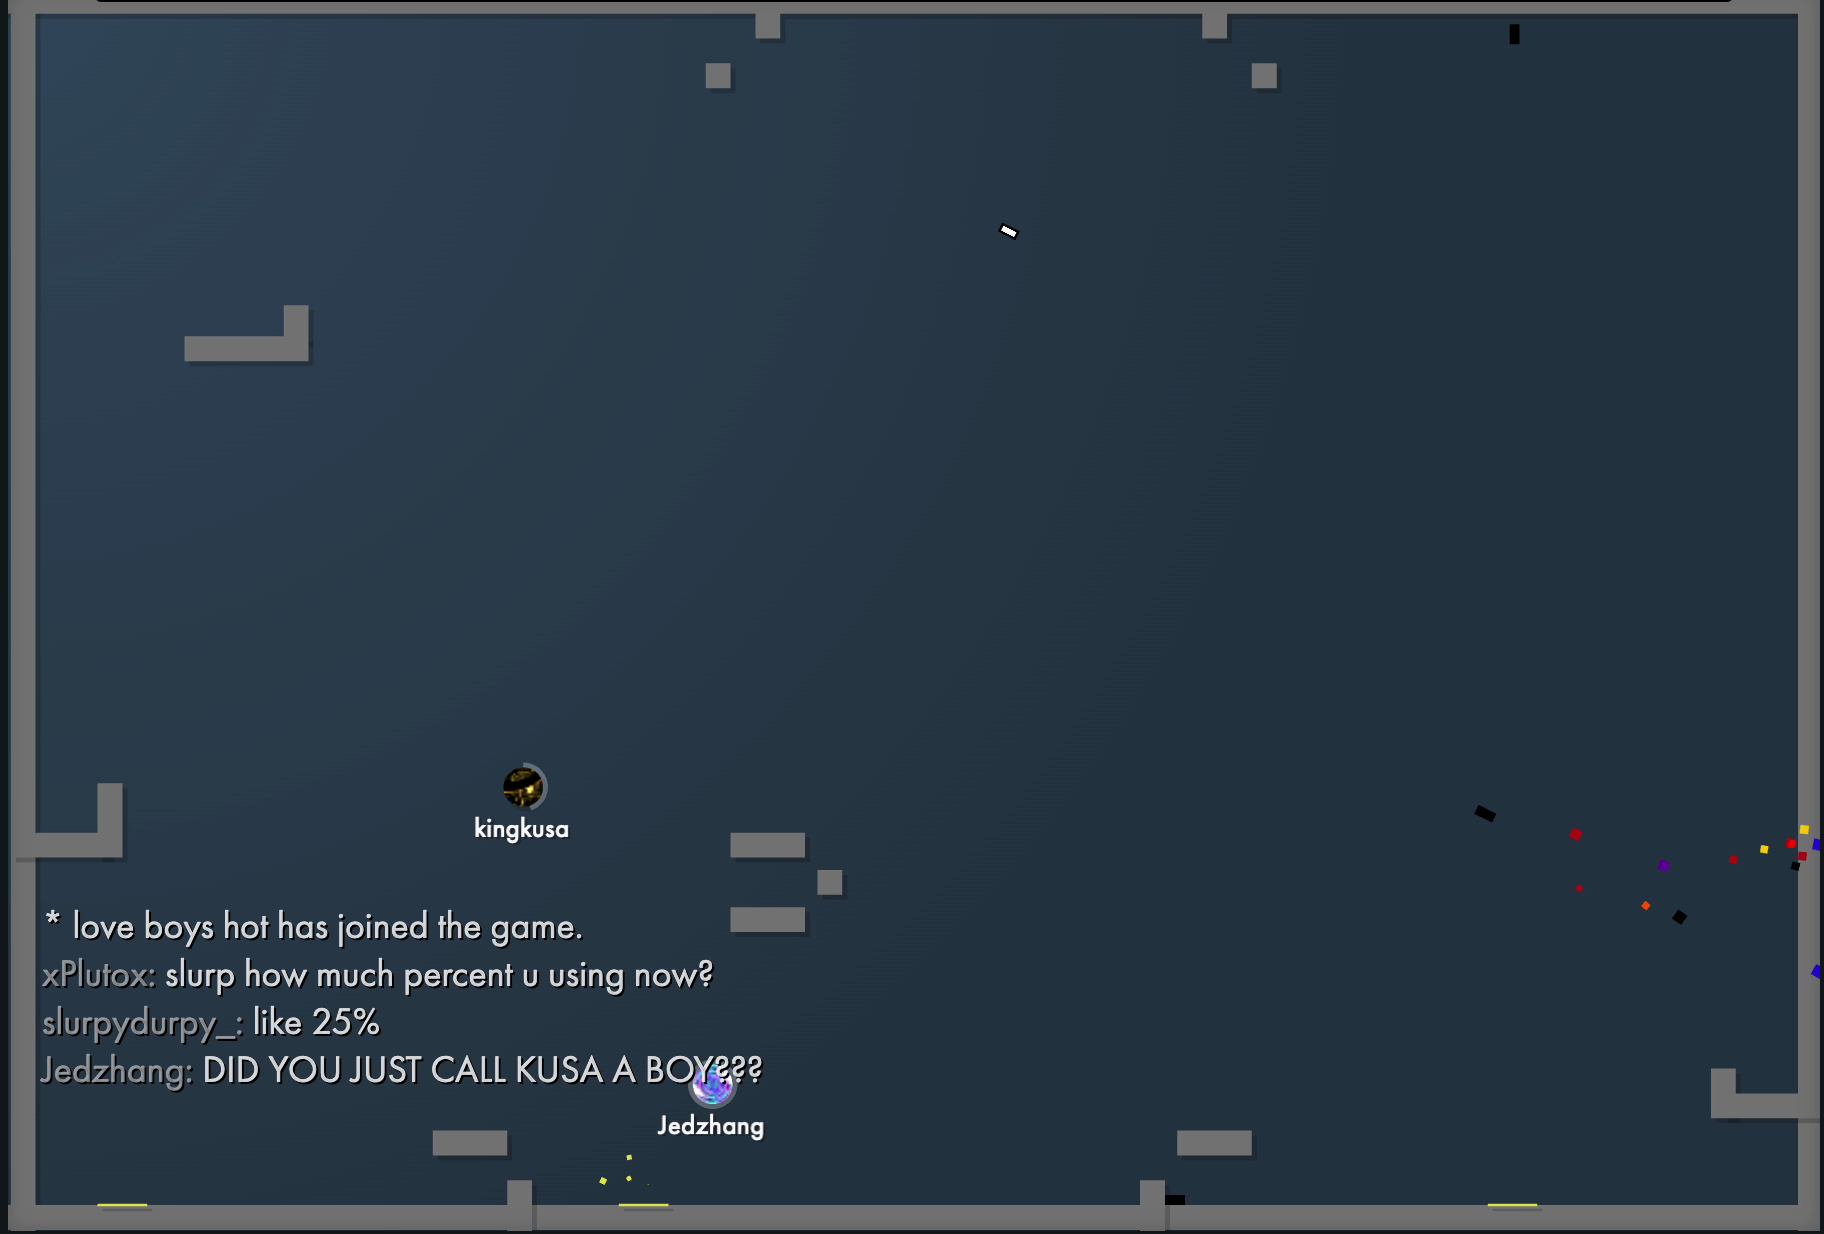 kingkusa
* love boys hot has joined the game.
xPlutox: slurp how much percent u using now?
slurpydurpy_: like 25%
Jedzhang: DID YOU JUST CALL KUSA A BOY???
Jedzhang